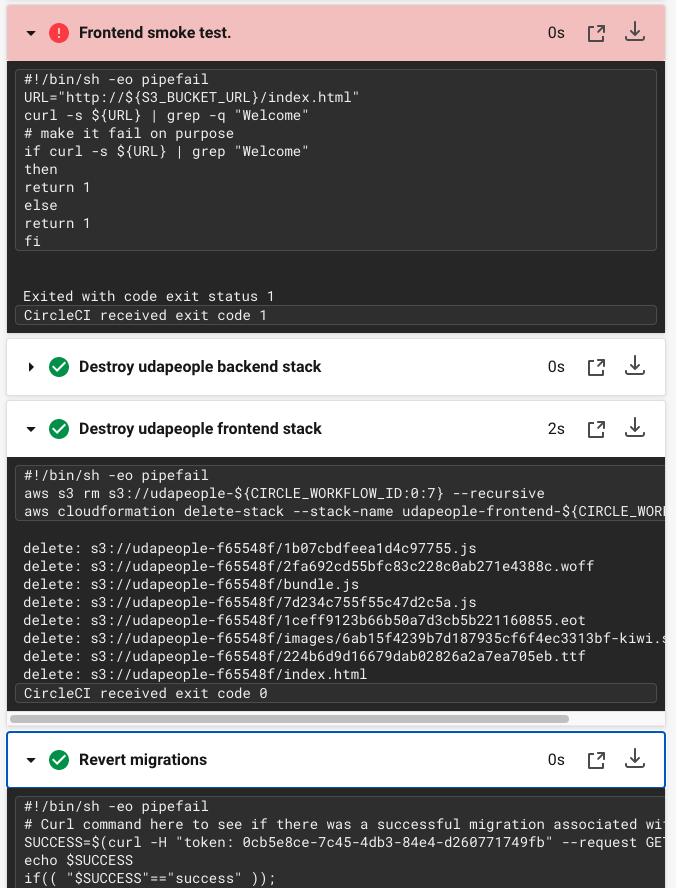 Frontend smoke test.
0s
#!/bin/sh -eo pipefail
URL="http://${S3_BUCKET_URL}/index.html"
curl -s ${URL} | grep -q "Welcome"
# make it fail on purpose
if curl -s ${URL} | grep "Welcome"
then
return 1
else
return 1
fi
Exited with code exit status 1
CircleCI received exit code 1
Destroy udapeople backend stack
0s
Destroy udapeople frontend stack
2s
#!/bin/sh -eo pipefail
aws s3 rm s3://udapeople-${CIRCLE_WORKFLOW_ID:0:7} --recursive
aws cloudformation delete-stack --stack-name udapeople-frontend-${CIRCLE_WORK
delete: s3://udapeople-f65548f/1b07cbdfeea1d4c97755.js
delete: s3://udapeople-f65548f/2fa692cd55bfc83c228c0ab271e4388c.woff
delete: s3://udapeople-f65548f/bundle.js
delete: s3://udapeople-f65548f/7d234c755f55c47d2c5a.js
delete: s3://udapeople-f65548f/1ceff9123b66b50a7d3cb5b221160855.eot
delete: s3://udapeople-f65548f/images/6ab15f4239b7d187935cf6f4ec3313bf-kiwi.s
delete: s3://udapeople-f65548f/224b6d9d16679dab02826a2a7ea705eb.ttf
delete: s3://udapeople-f65548f/index.html
CircleCI received exit code 0
Revert migrations
0s
#!/bin/sh -eo pipefail
# Curl command here to see if there was a successful migration associated wi
SUCCESS=$(curl -H "token: 0cb5e8ce-7c45-4db3-84e4-d260771749fb" --request GET
echo $SUCCESS
if(( "$SUCCESS"=="success" ));